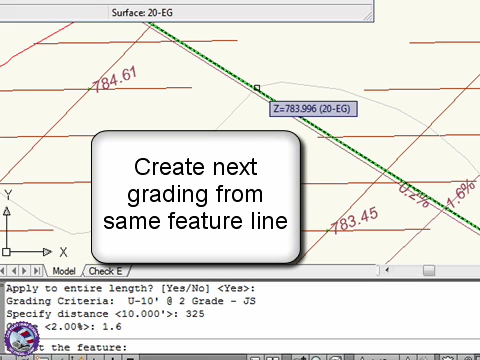 Surface: 20-EG
784.61
Z=783.996 (20-EG)
Create next
grading from
same feature line
0.2%
-1.6%
783.45
Y
X
Model
Check E
Apply to entire length? [Yes/No] <Yes>:
Grading Criteria: U-10' @ 2 Grade - JS
Specify distance <10.000'>: 325
<2.00%>: 1.6
the feature: